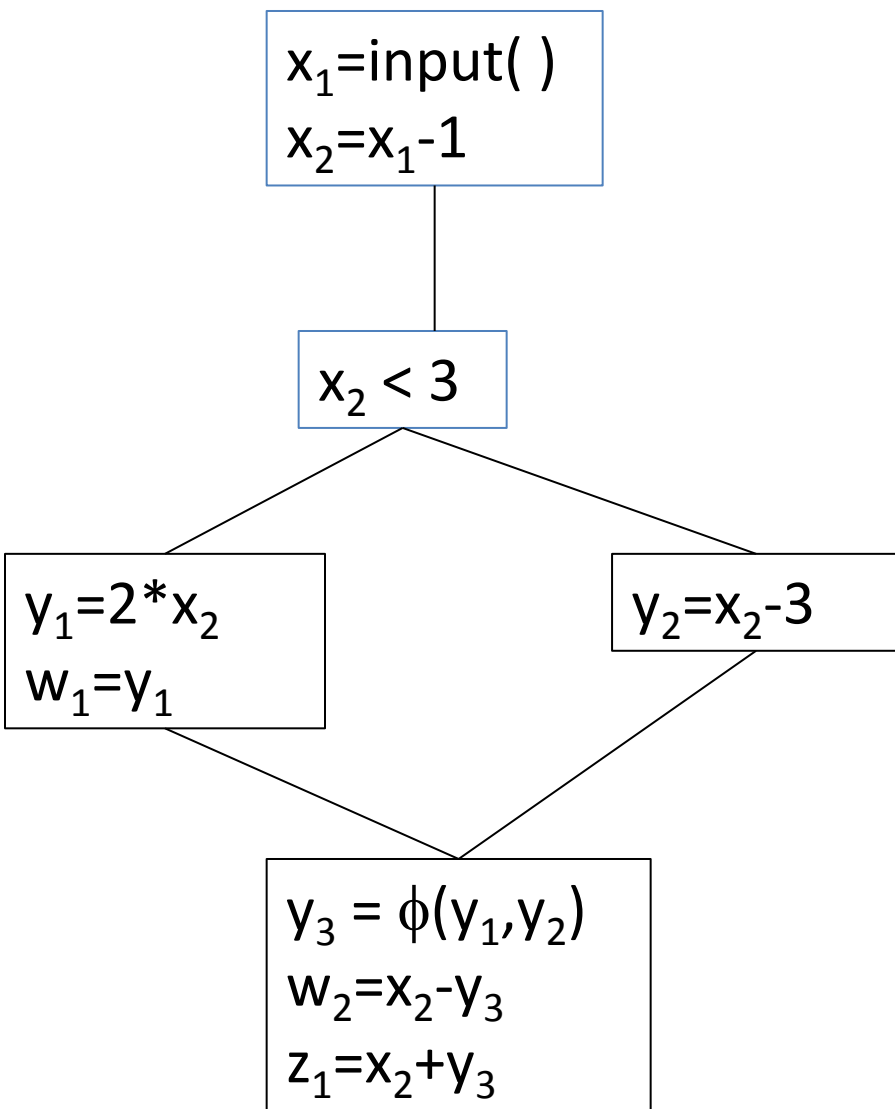 x₁=input( )
x₂=x₁-1
x₂ < 3
y₁=2*x₂
w₁=y₁
y₂=x₂-3
y₃ = ϕ(y₁,y₂)
w₂=x₂-y₃
z₁=x₂+y₃